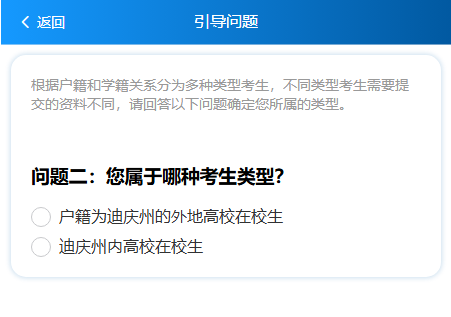 返回
引导问题
根据户籍和学籍关系分为多种类型考生，不同类型考生需要提
交的资料不同，请回答以下问题确定您所属的类型。
问题二：您属于哪种考生类型？
户籍为迪庆州的外地高校在校生
迪庆州内高校在校生